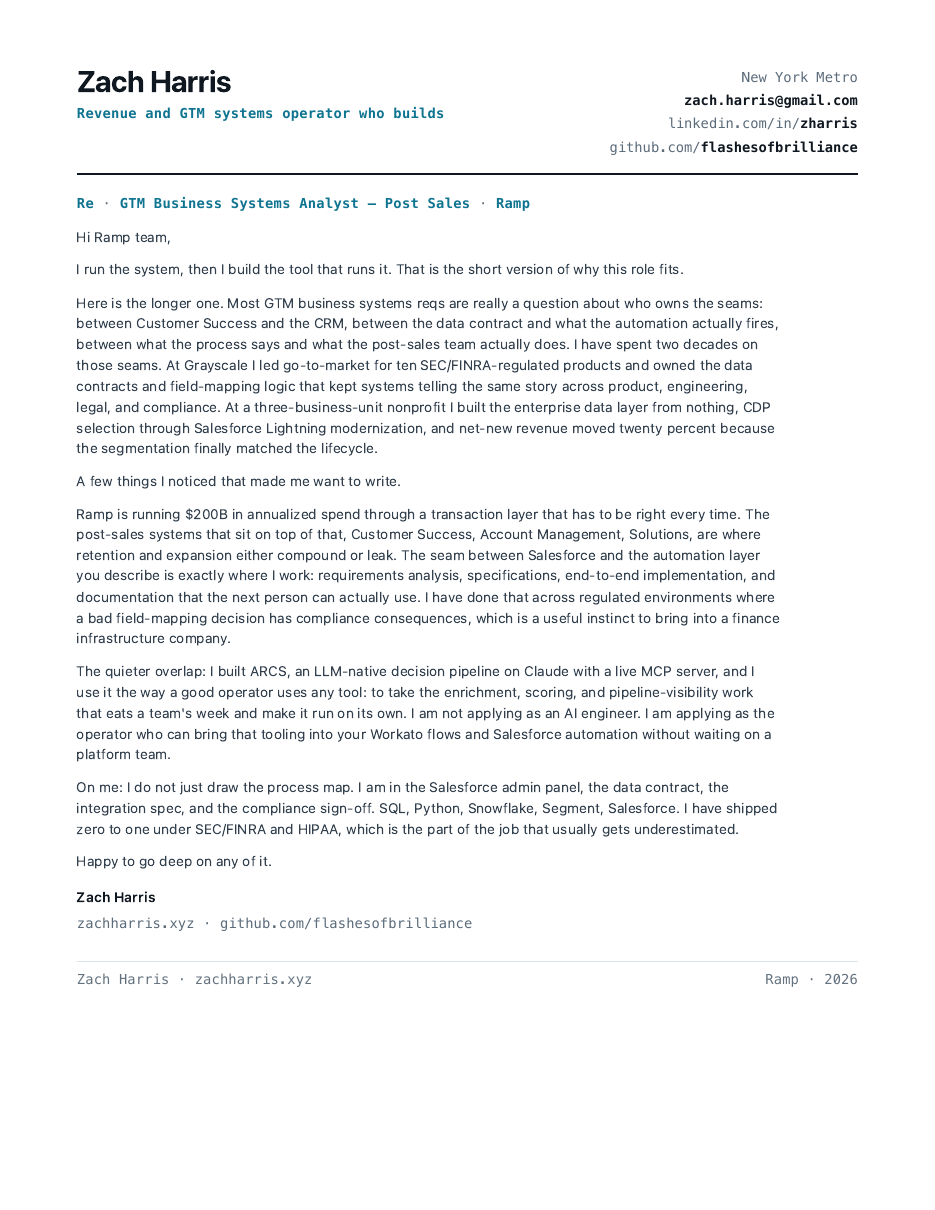 Zach Harris
Revenue and GTM systems operator who builds
New York Metro
zach.harris@gmail.com
linkedin.com/in/zharris
github.com/flashesofbrilliance
Re · GTM Business Systems Analyst — Post Sales · Ramp
Hi Ramp team,
I run the system, then I build the tool that runs it. That is the short version of why this role fits.
Here is the longer one. Most GTM business systems reqs are really a question about who owns the seams:
between Customer Success and the CRM, between the data contract and what the automation actually fires,
between what the process says and what the post-sales team actually does. I have spent two decades on
those seams. At Grayscale I led go-to-market for ten SEC/FINRA-regulated products and owned the data
contracts and field-mapping logic that kept systems telling the same story across product, engineering,
legal, and compliance. At a three-business-unit nonprofit I built the enterprise data layer from nothing, CDP
selection through Salesforce Lightning modernization, and net-new revenue moved twenty percent because
the segmentation finally matched the lifecycle.
A few things I noticed that made me want to write.
Ramp is running $200B in annualized spend through a transaction layer that has to be right every time. The
post-sales systems that sit on top of that, Customer Success, Account Management, Solutions, are where
retention and expansion either compound or leak. The seam between Salesforce and the automation layer
you describe is exactly where I work: requirements analysis, specifications, end-to-end implementation, and
documentation that the next person can actually use. I have done that across regulated environments where
a bad field-mapping decision has compliance consequences, which is a useful instinct to bring into a finance
infrastructure company.
The quieter overlap: I built ARCS, an LLM-native decision pipeline on Claude with a live MCP server, and I
use it the way a good operator uses any tool: to take the enrichment, scoring, and pipeline-visibility work
that eats a team's week and make it run on its own. I am not applying as an AI engineer. I am applying as the
operator who can bring that tooling into your Workato flows and Salesforce automation without waiting on a
platform team.
On me: I do not just draw the process map. I am in the Salesforce admin panel, the data contract, the
integration spec, and the compliance sign-off. SQL, Python, Snowflake, Segment, Salesforce. I have shipped
zero to one under SEC/FINRA and HIPAA, which is the part of the job that usually gets underestimated.
Happy to go deep on any of it.
Zach Harris
zachharris.xyz · github.com/flashesofbrilliance
Zach Harris · zachharris.xyz
Ramp · 2026